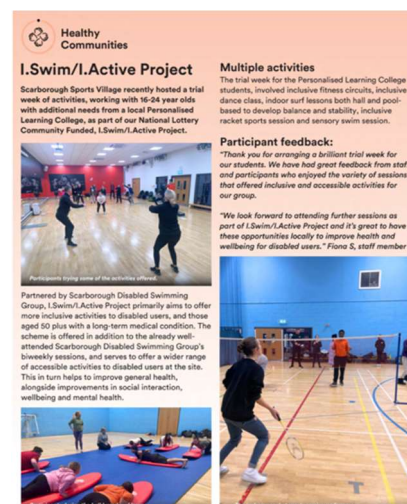 Healthy
Communities
I.Swim/I.Active Project
Scarborough Sports Village recently hosted a trial
week of activities, working with 16-24 year olds
with additional needs from a local Personalised
Learning College, as part of our National Lottery
Community Funded, I.Swim/I.Active Project.
Participants trying some of the activities offered.
Partnered by Scarborough Disabled Swimming
Group, I.Swim/I.Active Project primarily aims to offer
more inclusive activities to disabled users, and those
aged 50 plus with a long-term medical condition. The
scheme is offered in addition to the already well-
attended Scarborough Disabled Swimming Group's
biweekly sessions, and serves to offer a wider range
of accessible activities to disabled users at the site.
This in turn helps to improve general health,
alongside improvements in social interaction,
wellbeing and mental health.
Multiple activities
The trial week for the Personalised Learning College
students, involved inclusive fitness circuits, inclusive
dance class, indoor surf lessons both hall and pool-
based to develop balance and stability, inclusive
racket sports session and sensory swim session.
Participant feedback:
"Thank you for arranging a brilliant trial week for
our students. We have had great feedback from staf
and participants who enjoyed the variety of sessions
that offered inclusive and accessible activities for
our group.
"We look forward to attending further sessions as
part of I.Swim/I.Active Project and it's great to have
these opportunities locally to improve health and
wellbeing for disabled users." Fiona S, staff member